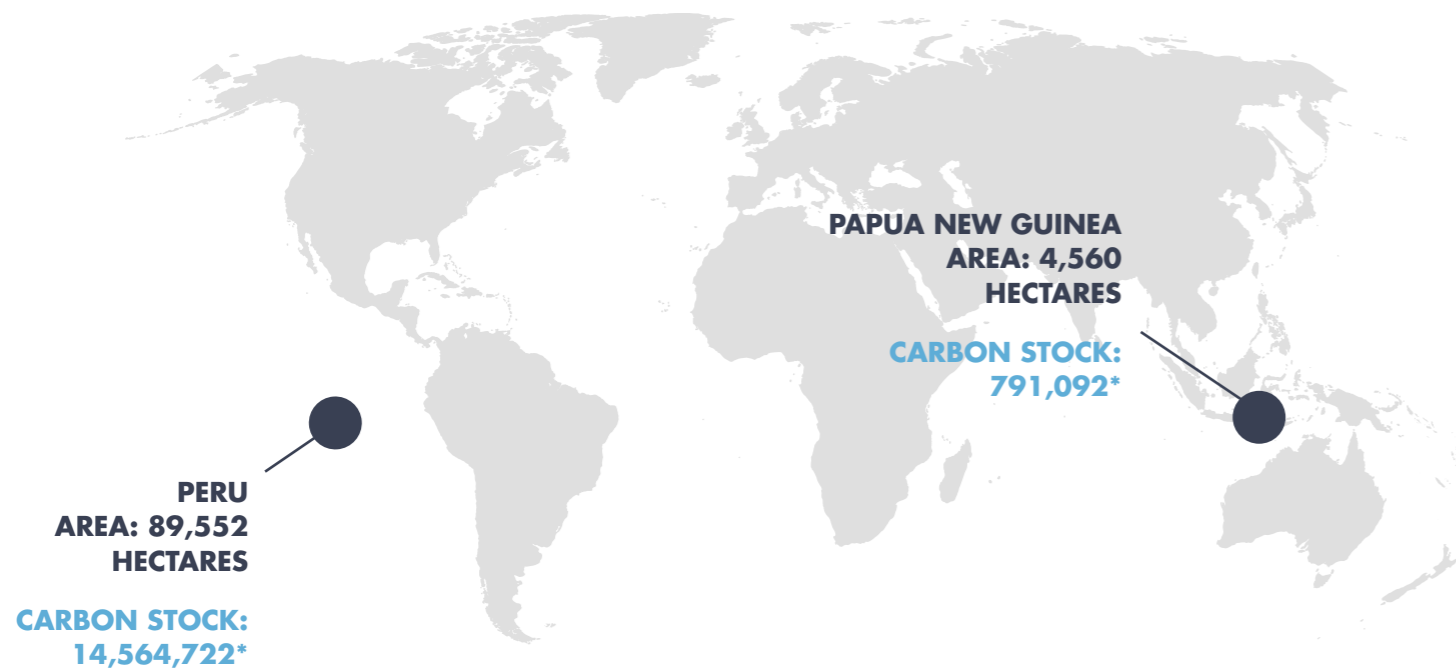 PAPUA NEW GUINEA
AREA: 4,560
HECTARES
CARBON STOCK:
791,092*
PERU
AREA: 89,552
HECTARES
CARBON STOCK:
14,564,722*